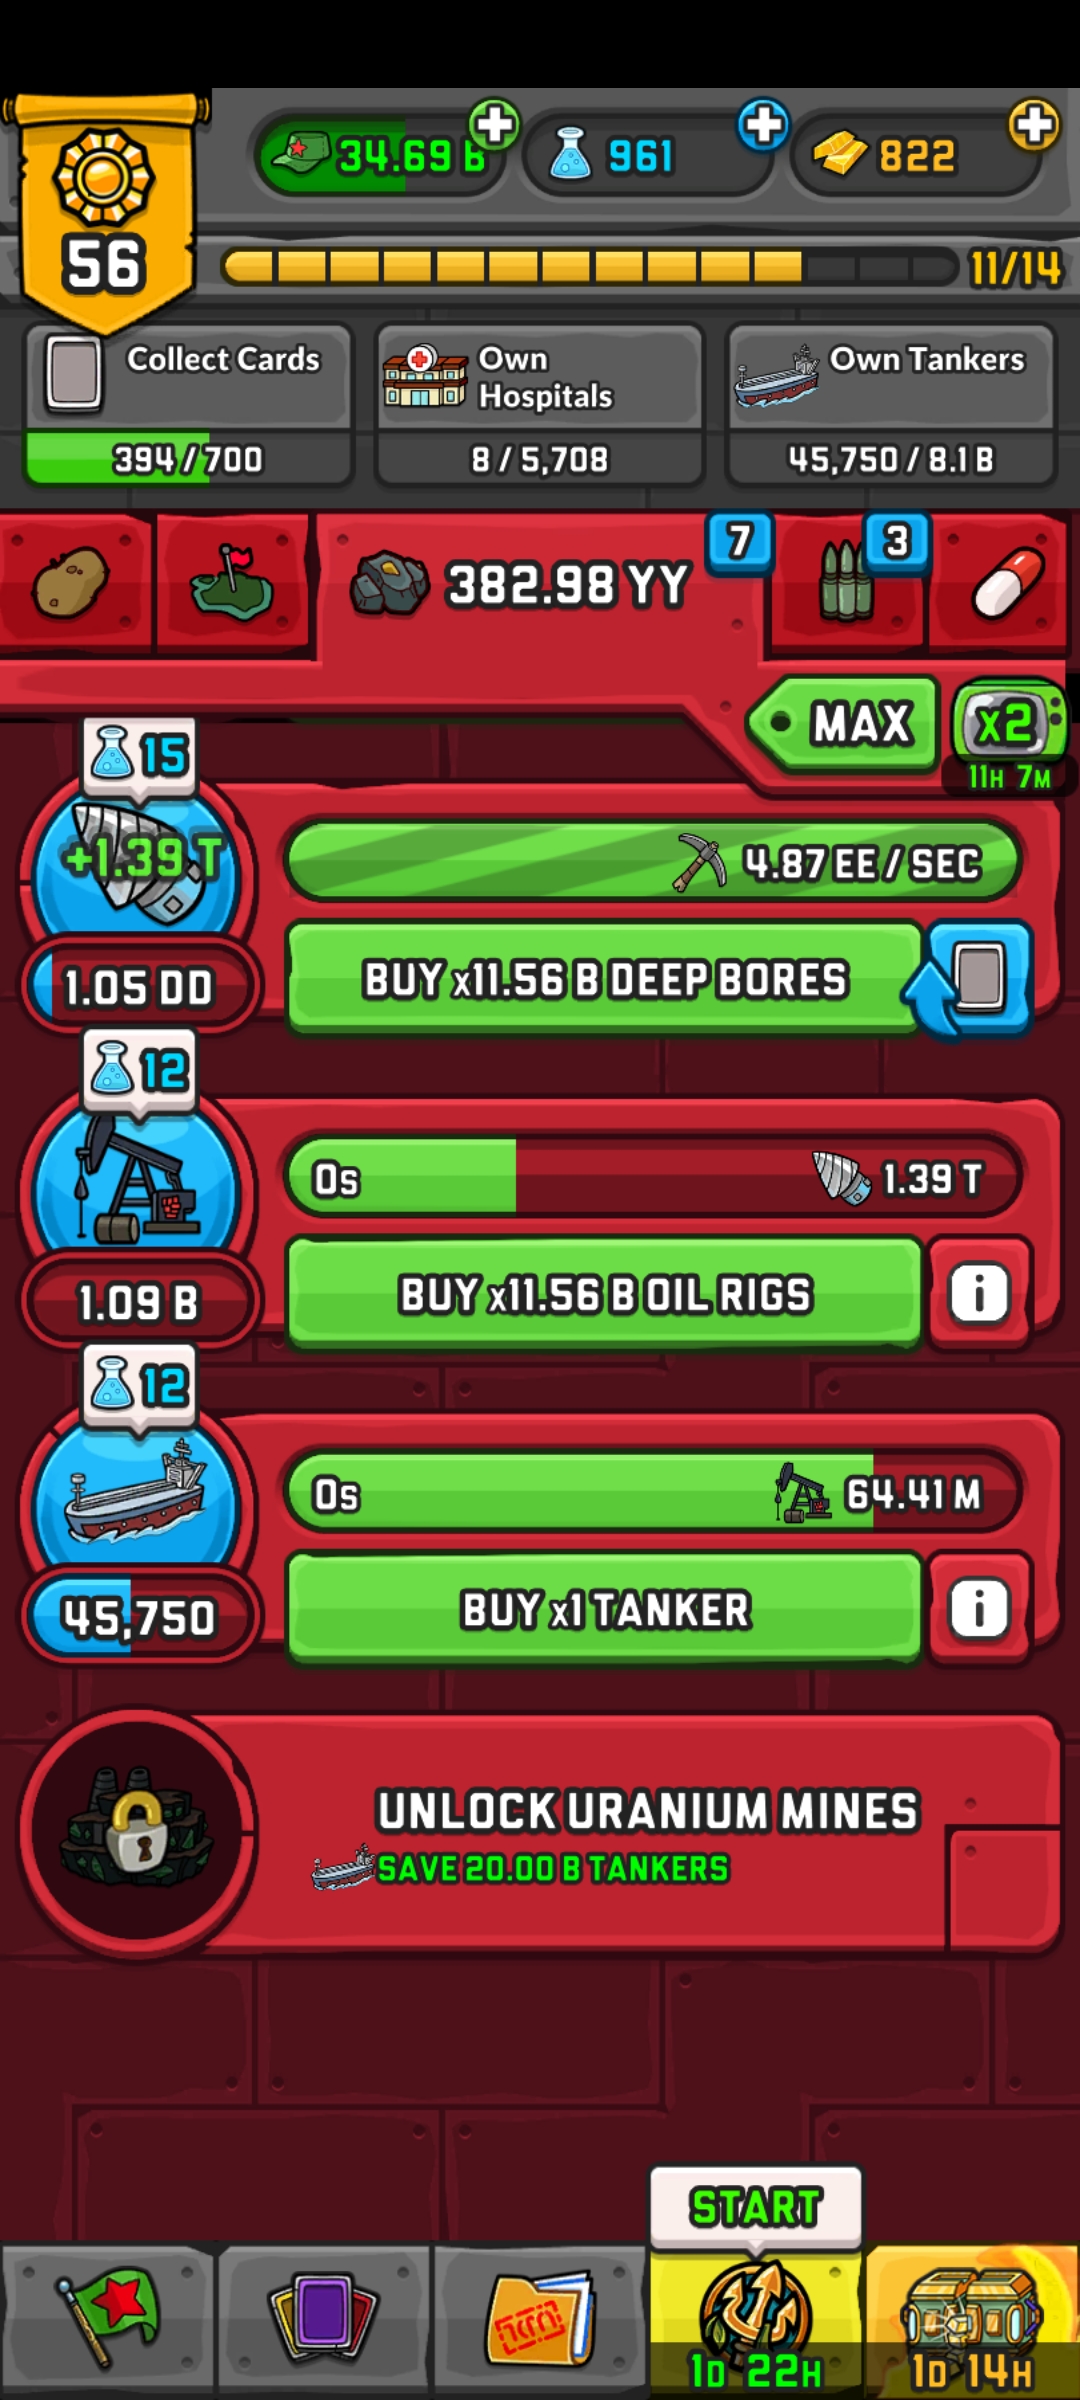 34.69 B
961
822
56
11/14
Collect Cards
394/700
Own
Hospitals
8/5,708
Own Tankers
45,750/8.1 B
382.98 YY
7
3
MAX
x2
11H 7M
15
+1.39 T
4.87 EE/SEC
1.05 DD
BUY x11.56 B DEEP BORES
12
0s
1.39 T
1.09 B
BUY x11.56 B OIL RIGS
i
12
0s
64.41 M
45,750
BUY x1 TANKER
i
UNLOCK URANIUM MINES
SAVE 20.00 B TANKERS
START
1D 22H
1D 14H